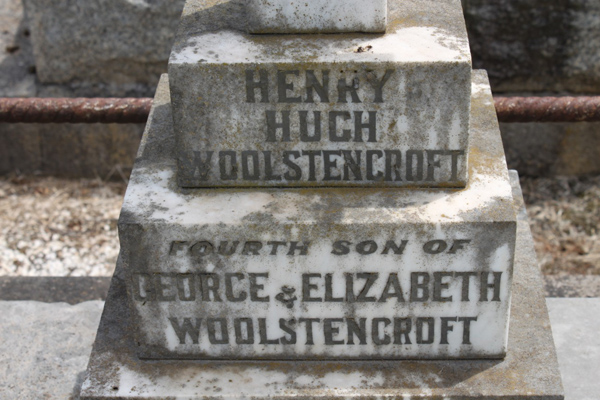 HENRY
HUGH
WOOLSTENCROFT
FOURTH SON OF
GEORGE & ELIZABETH
WOOLSTENCROFT